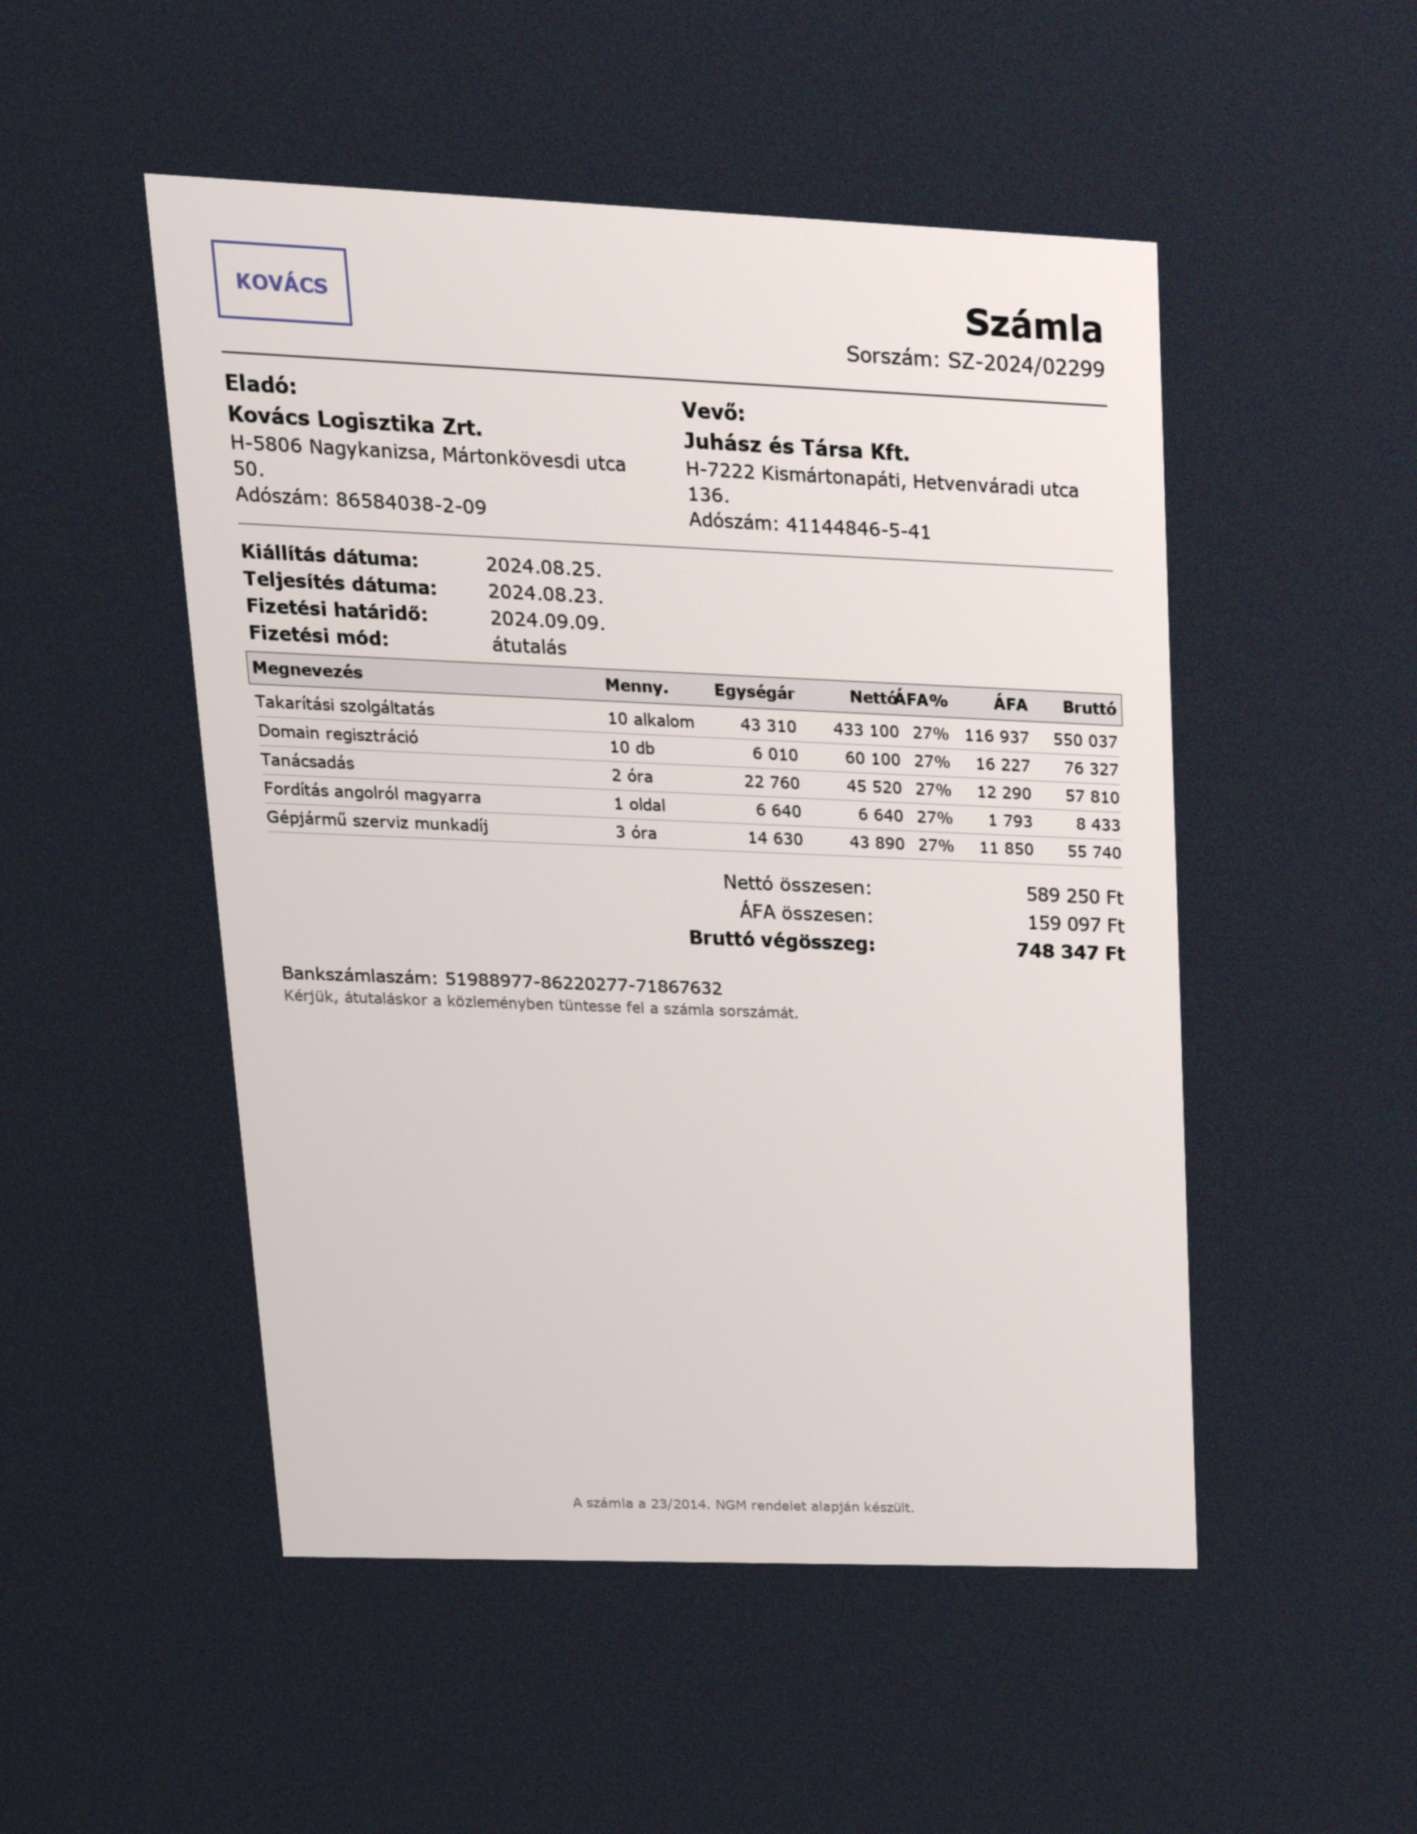 KOVÁCS
Számla
Sorszám: SZ-2024/02299
Eladó:
Kovács Logisztika Zrt.
H-5806 Nagykanizsa, Mártonkövesdi utca
50.
Adószám: 86584038-2-09
Vevő:
Juhász és Társa Kft.
H-7222 Kismártonapáti, Hetvenváradi utca
136.
Adószám: 41144846-5-41
Kiállítás dátuma: 2024.08.25.
Teljesítés dátuma: 2024.08.23.
Fizetési határidő: 2024.09.09.
Fizetési mód: átutalás
Megnevezés Menny. Egységár Nettó ÁFA% ÁFA Bruttó
Takarítási szolgáltatás 10 alkalom 43 310 433 100 27% 116 937 550 037
Domain regisztráció 10 db 6 010 60 100 27% 16 227 76 327
Tanácsadás 2 óra 22 760 45 520 27% 12 290 57 810
Fordítás angolról magyarra 1 oldal 6 640 6 640 27% 1 793 8 433
Gépjármű szerviz munkadíj 3 óra 14 630 43 890 27% 11 850 55 740
Nettó összesen: 589 250 Ft
ÁFA összesen: 159 097 Ft
Bruttó végösszeg: 748 347 Ft
Bankszámlaszám: 51988977-86220277-71867632
Kérjük, átutaláskor a közleményben tüntesse fel a számla sorszámát.
A számla a 23/2014. NGM rendelet alapján készült.